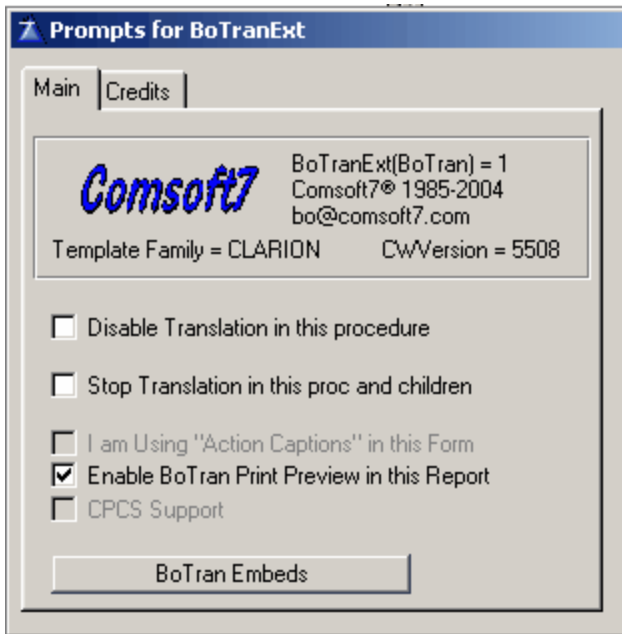 Prompts for BoTranExt
Main Credits
Comsoft7
BoTranExt(BoTran) = 1
Comsoft7® 1985-2004
bo@comsoft7.com
Template Family = CLARION CWVersion = 5508
Disable Translation in this procedure
Stop Translation in this proc and children
I am Using "Action Captions" in this Form
Enable BoTran Print Preview in this Report
CPCS Support
BoTran Embeds